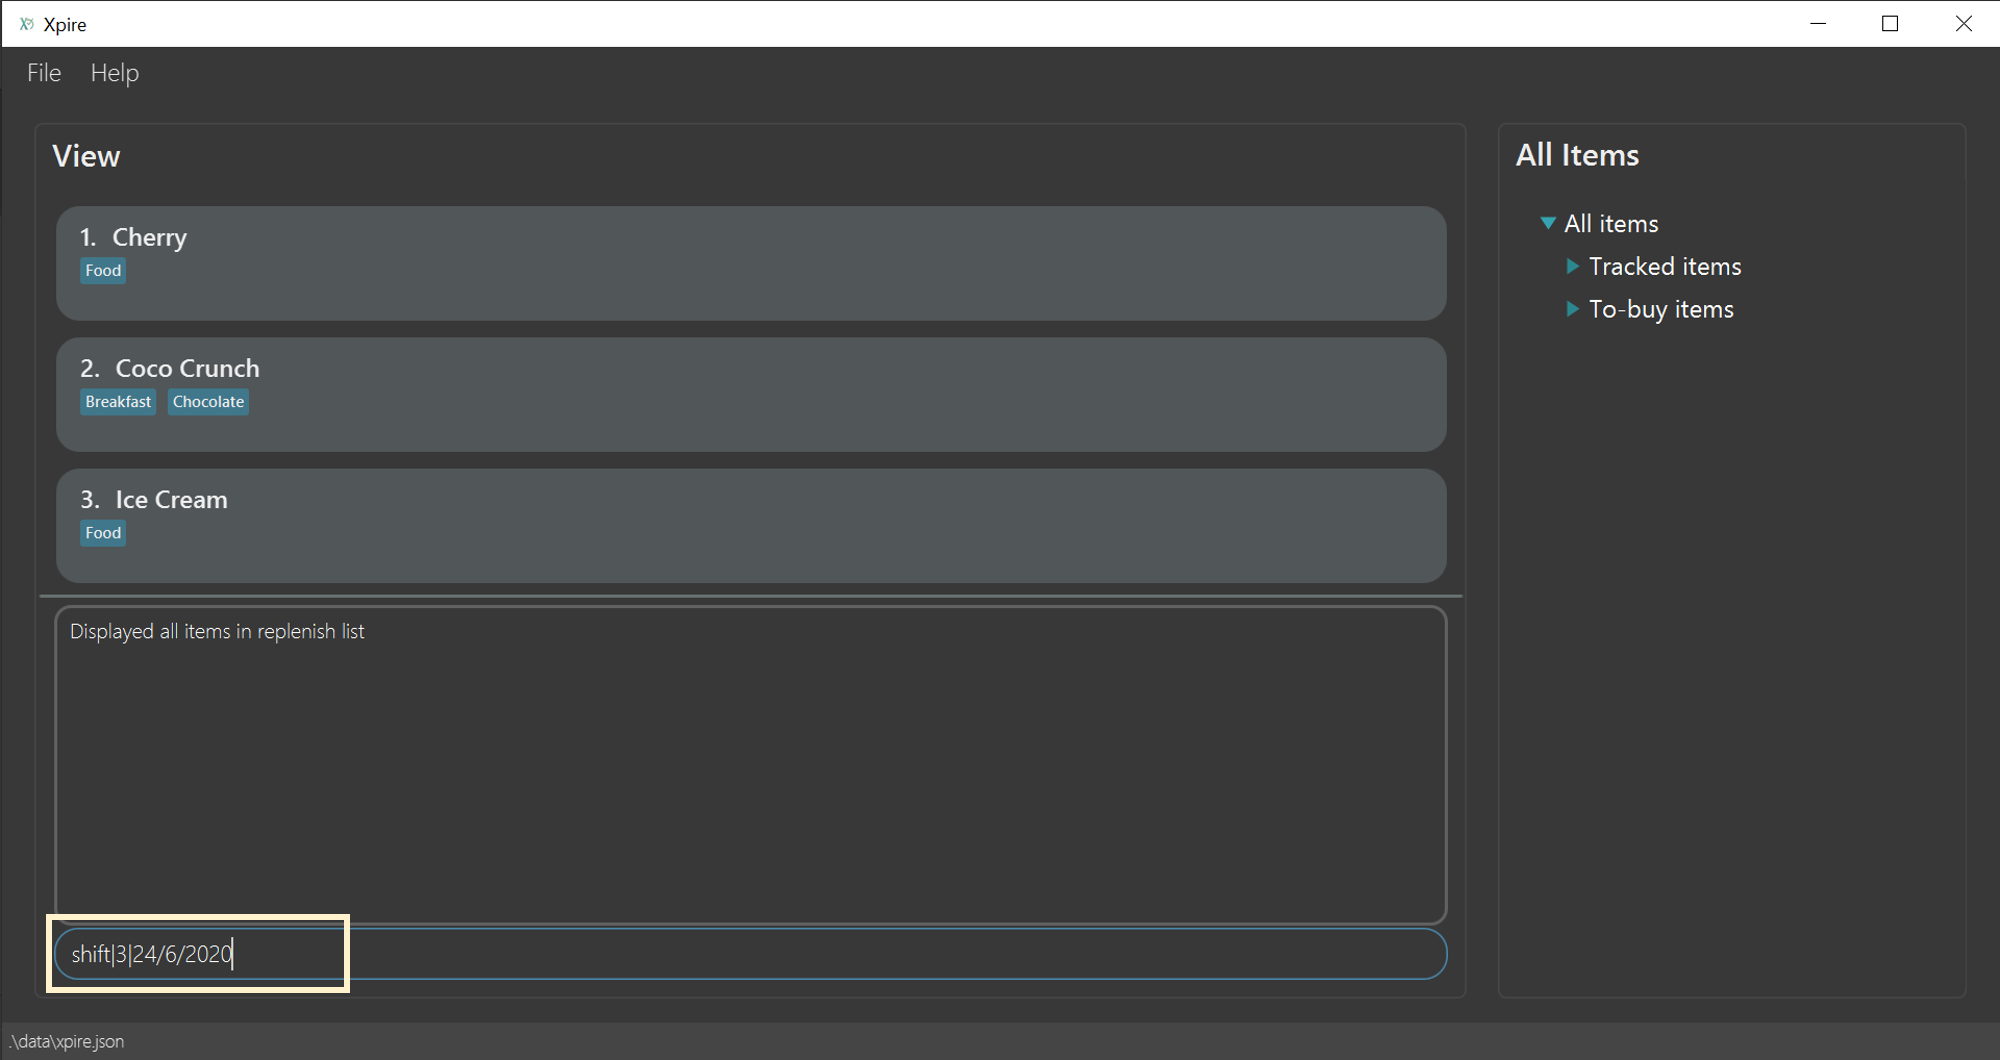 Xpire
File Help
View
1. Cherry
Food
2. Coco Crunch
Breakfast Chocolate
3. Ice Cream
Food
Displayed all items in replenish list
shift|3|24/6/2020
All Items
All items
Tracked items
To-buy items
.\data\xpire.json